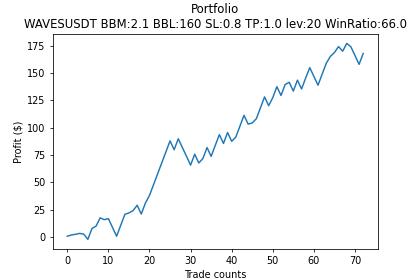 Portfolio
WAVESUSDT BBM:2.1 BBL:160 SL:0.8 TP:1.0 lev:20 WinRatio:66.0
175
150
125
100
75
50
25
0
Profit ($)
0 10 20 30 40 50 60 70
Trade counts